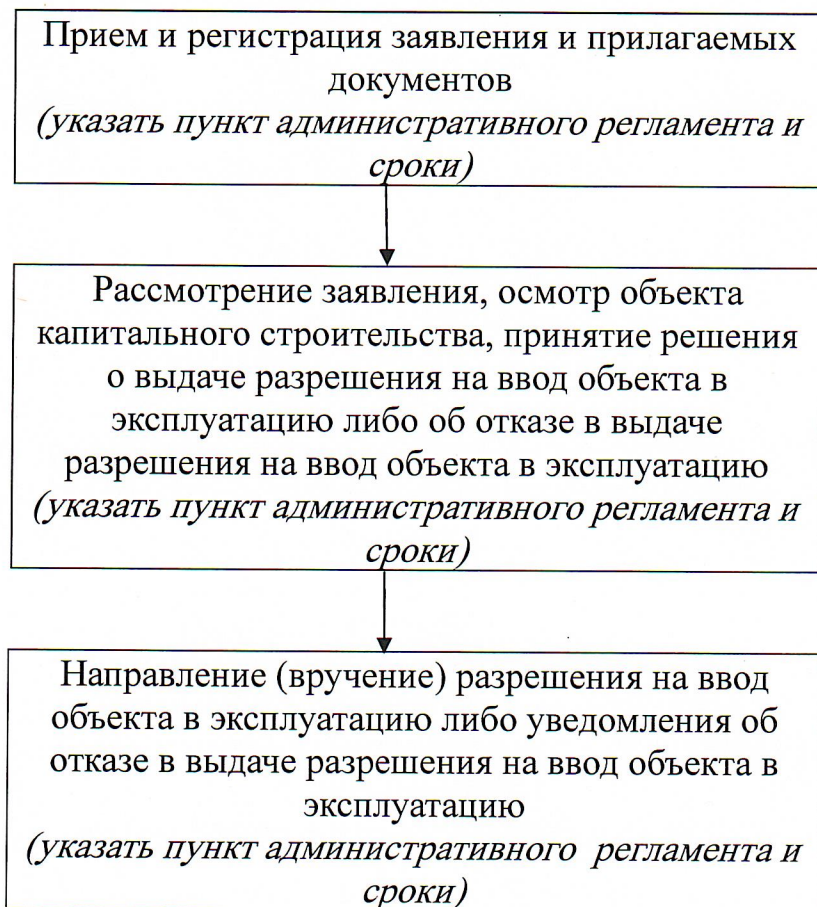 Прием и регистрация заявления и прилагаемых
документов
(указать пункт административного регламента и
сроки)
Рассмотрение заявления, осмотр объекта
капитального строительства, принятие решения
о выдаче разрешения на ввод объекта в
эксплуатацию либо об отказе в выдаче
разрешения на ввод объекта в эксплуатацию
(указать пункт административного регламента и
сроки)
Направление (вручение) разрешения на ввод
объекта в эксплуатацию либо уведомления об
отказе в выдаче разрешения на ввод объекта в
эксплуатацию
(указать пункт административного регламента и
сроки)